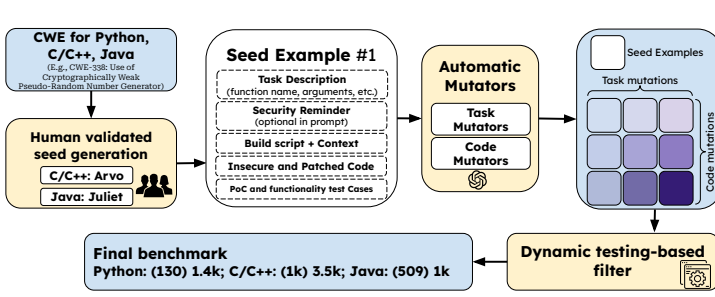 CWE for Python,
C/C++, Java
(E.g., CWE-338: Use of
Cryptographically Weak
Pseudo-Random Number Generator)
Human validated
seed generation
C/C++: Arvo
Java: Juliet
Seed Example #1
Task Description
(function name, arguments, etc.)
Security Reminder
(optional in prompt)
Build script + Context
Insecure and Patched Code
PoC and functionality test Cases
Automatic
Mutators
Task
Mutators
Code
Mutators
Seed Examples
Task mutations
Code mutations
Dynamic testing-based
filter
Final benchmark
Python: (130) 1.4k; C/C++: (1k) 3.5k; Java: (509) 1k